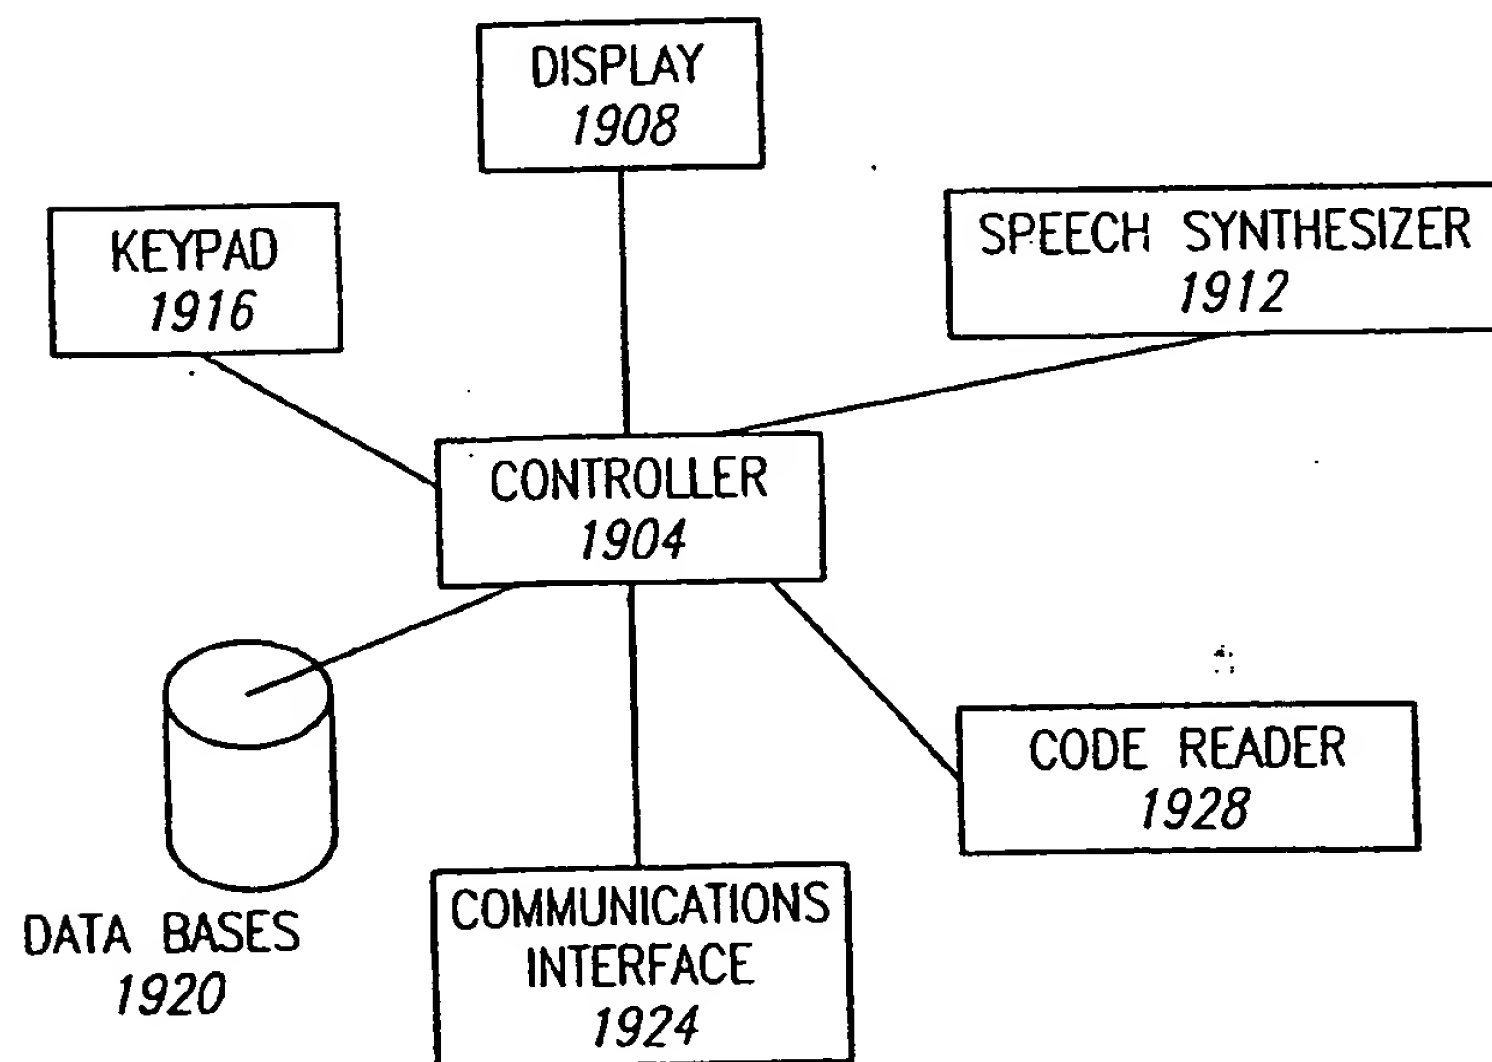 DISPLAY
1908
KEYPAD
1916
SPEECH SYNTHESIZER
1912
CONTROLLER
1904
CODE READER
1928
DATA BASES
1920
COMMUNICATIONS
INTERFACE
1924